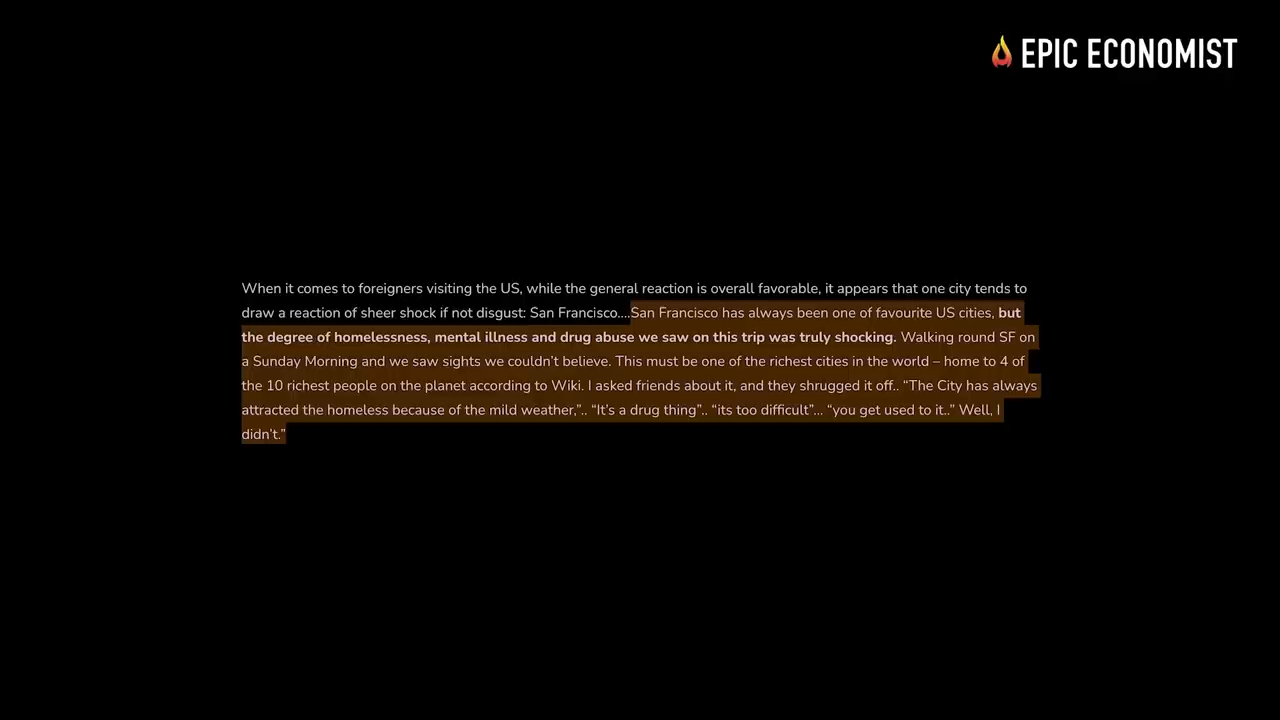 EPIC ECONOMIST
When it comes to foreigners visiting the US, while the general reaction is overall favorable, it appears that one city tends to
draw a reaction of sheer shock if not disgust: San Francisco....San Francisco has always been one of favourite US cities, but
the degree of homelessness, mental illness and drug abuse we saw on this trip was truly shocking. Walking round SF on
a Sunday Morning and we saw sights we couldn’t believe. This must be one of the richest cities in the world – home to 4 of
the 10 richest people on the planet according to Wiki. I asked friends about it, and they shrugged it off.. “The City has always
attracted the homeless because of the mild weather,”.. “It’s a drug thing”.. “its too difficult”... “you get used to it..” Well, I
didn’t.”